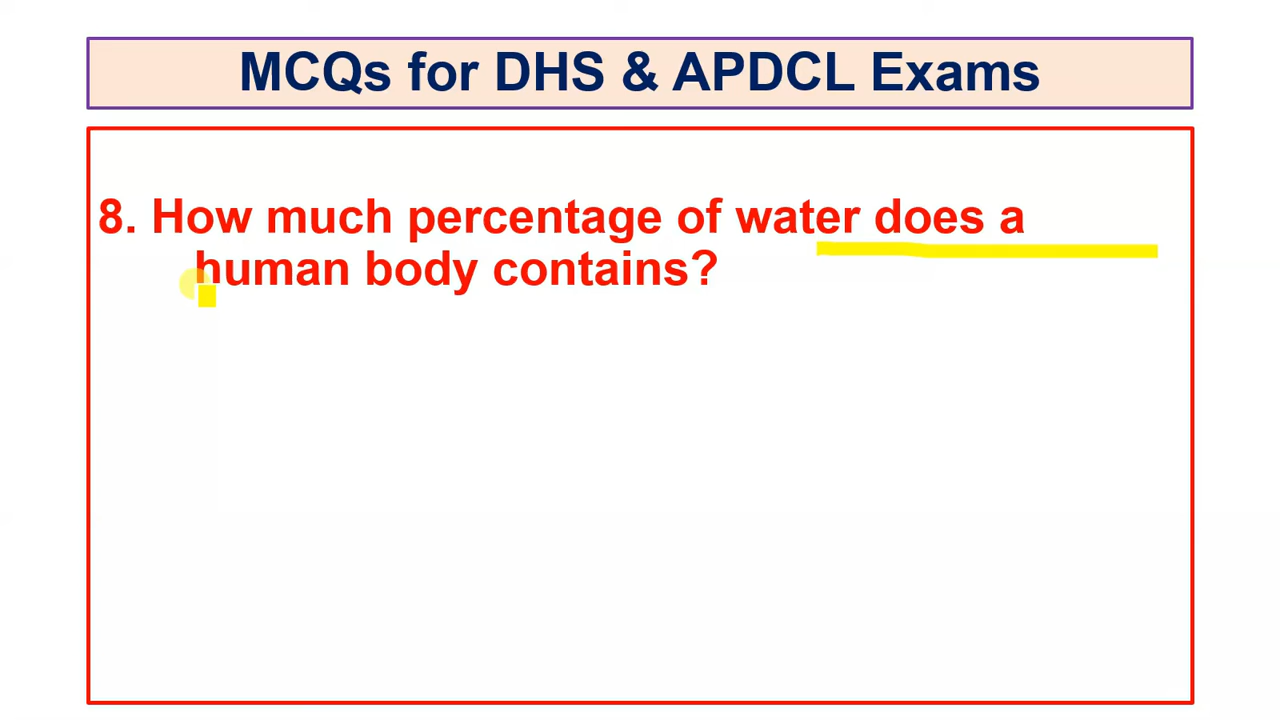 MCQs for DHS & APDCL Exams
8. How much percentage of water does a
human body contains?